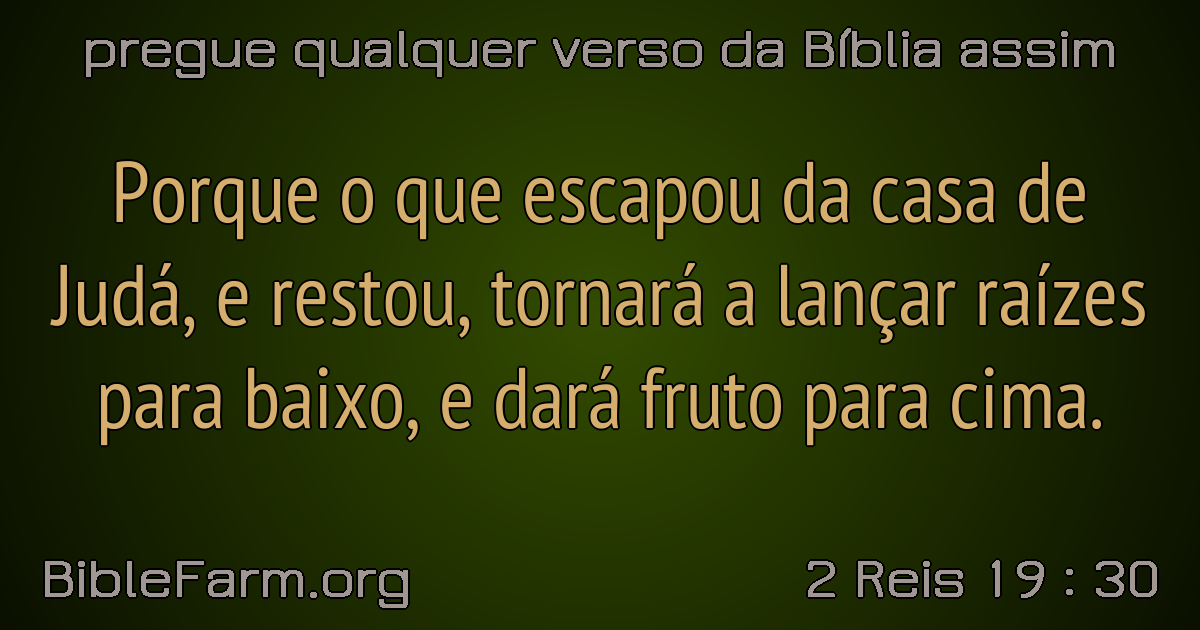 pregue qualquer verso da Bíblia assim
Porque o que escapou da casa de
Judá, e restou, tornará a lançar raízes
para baixo, e dará fruto para cima.
BibleFarm.org
2 Reis 19 : 30